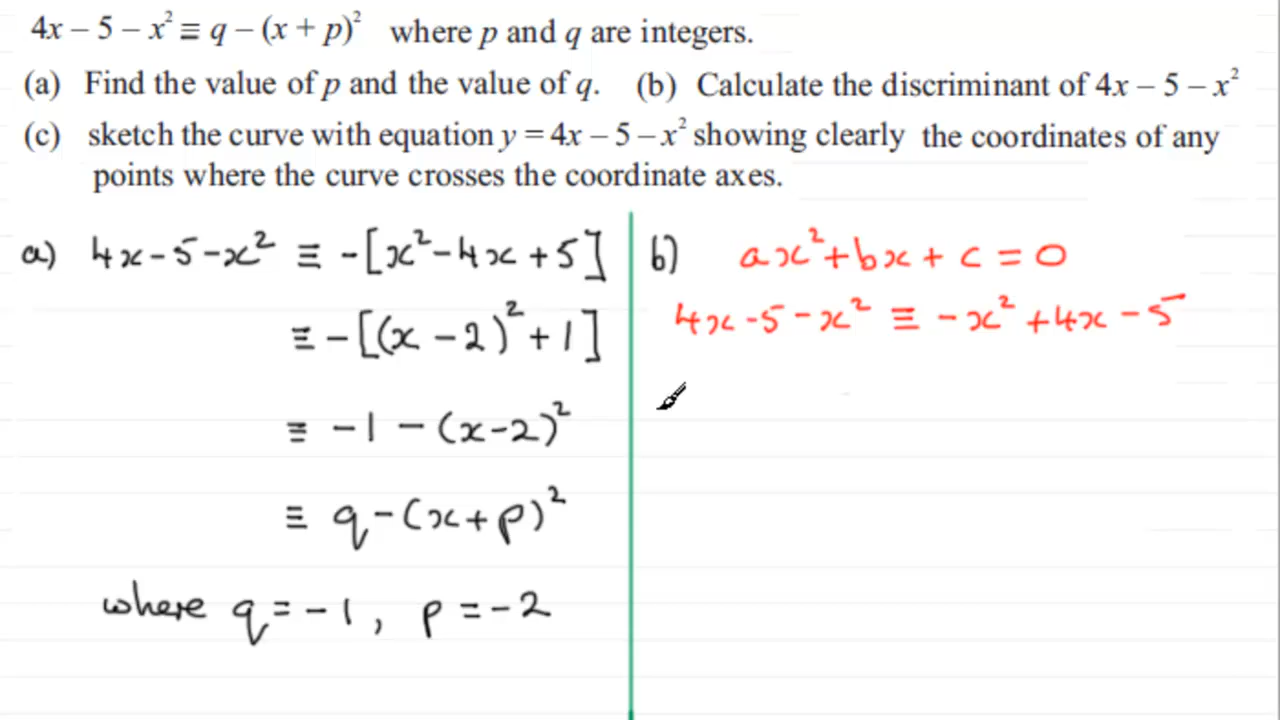 4x – 5 – x² ≡ q – (x + p)² where p and q are integers.
(a) Find the value of p and the value of q. (b) Calculate the discriminant of 4x – 5 – x²
(c) sketch the curve with equation y = 4x – 5 – x² showing clearly the coordinates of any
points where the curve crosses the coordinate axes.
a) 4x - 5 - x² ≡ -[x² - 4x + 5]
≡ -[(x - 2)² + 1]
≡ -1 - (x - 2)²
≡ q - (x + p)²
where q = -1, p = -2
b) ax² + bx + c = 0
4x - 5 - x² ≡ -x² + 4x - 5